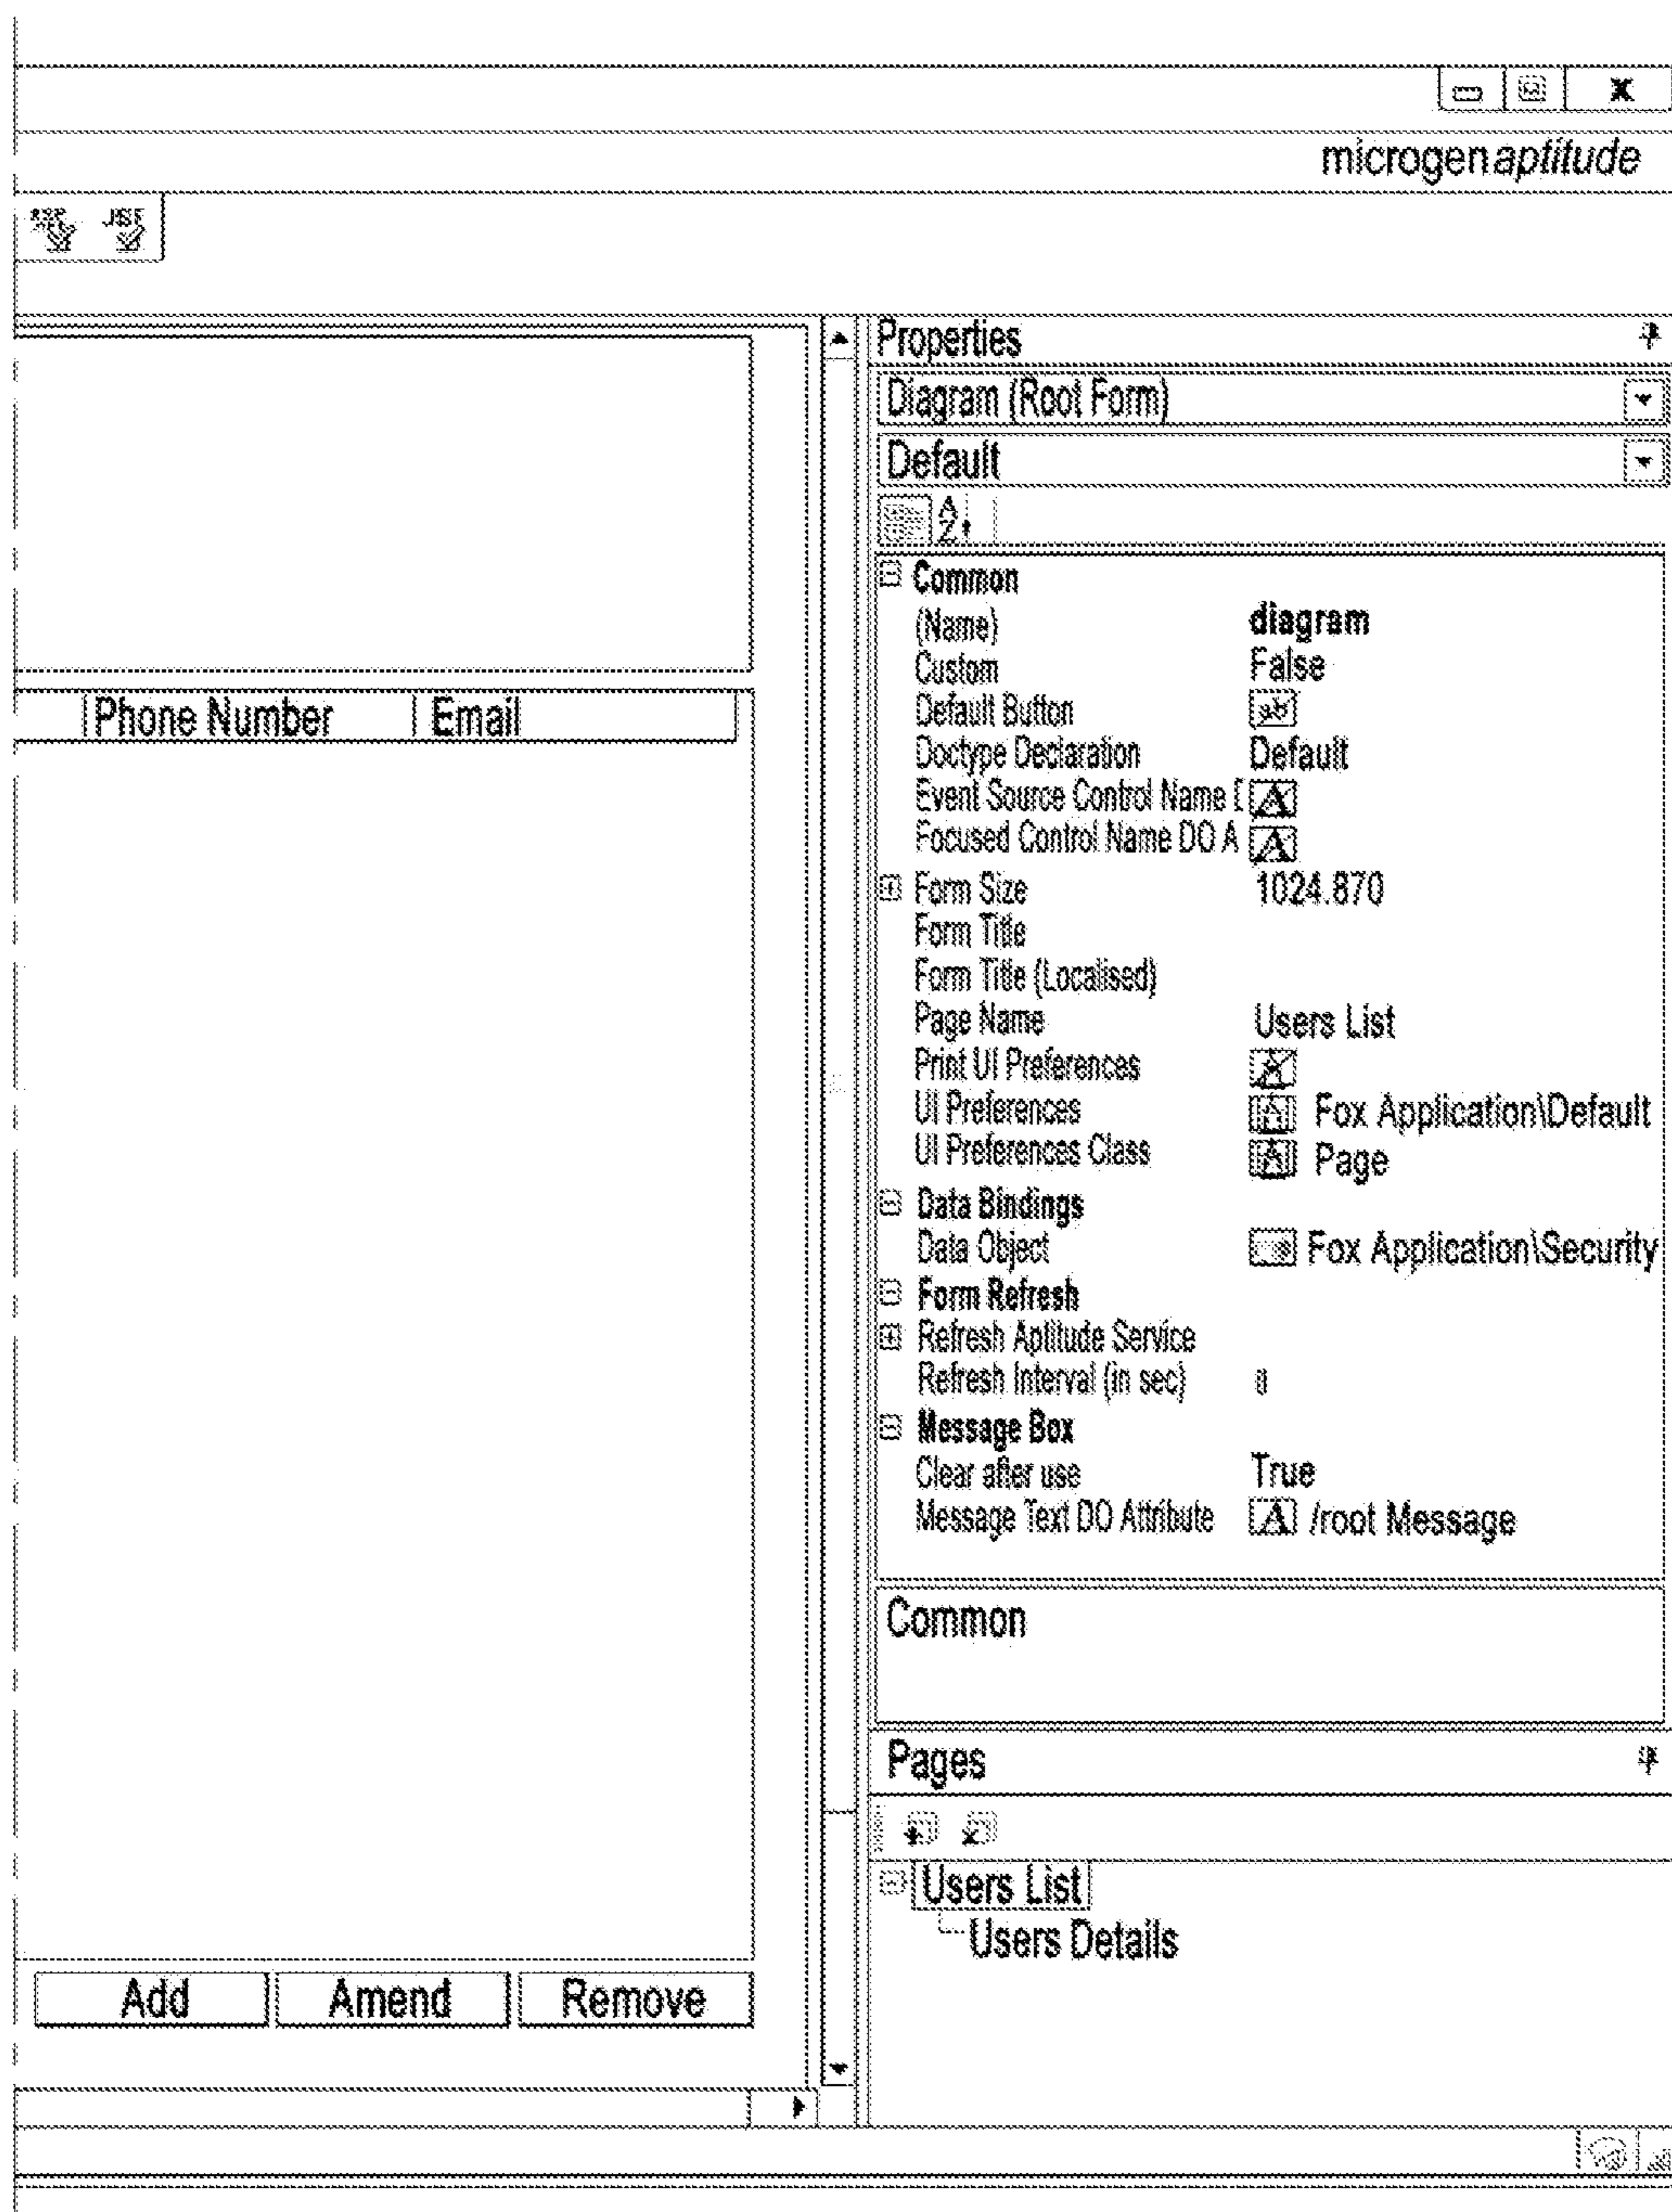 microgenaptitude
JSF
Properties
Diagram (Root Form)
Default
Common
(Name) diagram
Custom False
Default Button ab
Doctype Declaration Default
Event Source Control Name D A
Focused Control Name DO A A
Form Size 1024.870
Form Title
Form Title (Localised)
Page Name Users List
Print UI Preferences A
UI Preferences A Fox Application\Default
UI Preferences Class A Page
Data Bindings
Data Object Fox Application\Security
Form Refresh
Refresh Aptitude Service
Refresh Interval (in sec) 0
Message Box
Clear after use True
Message Text DO Attribute A /root Message
Common
Pages
Users List
Users Details
Phone Number Email
Add Amend Remove